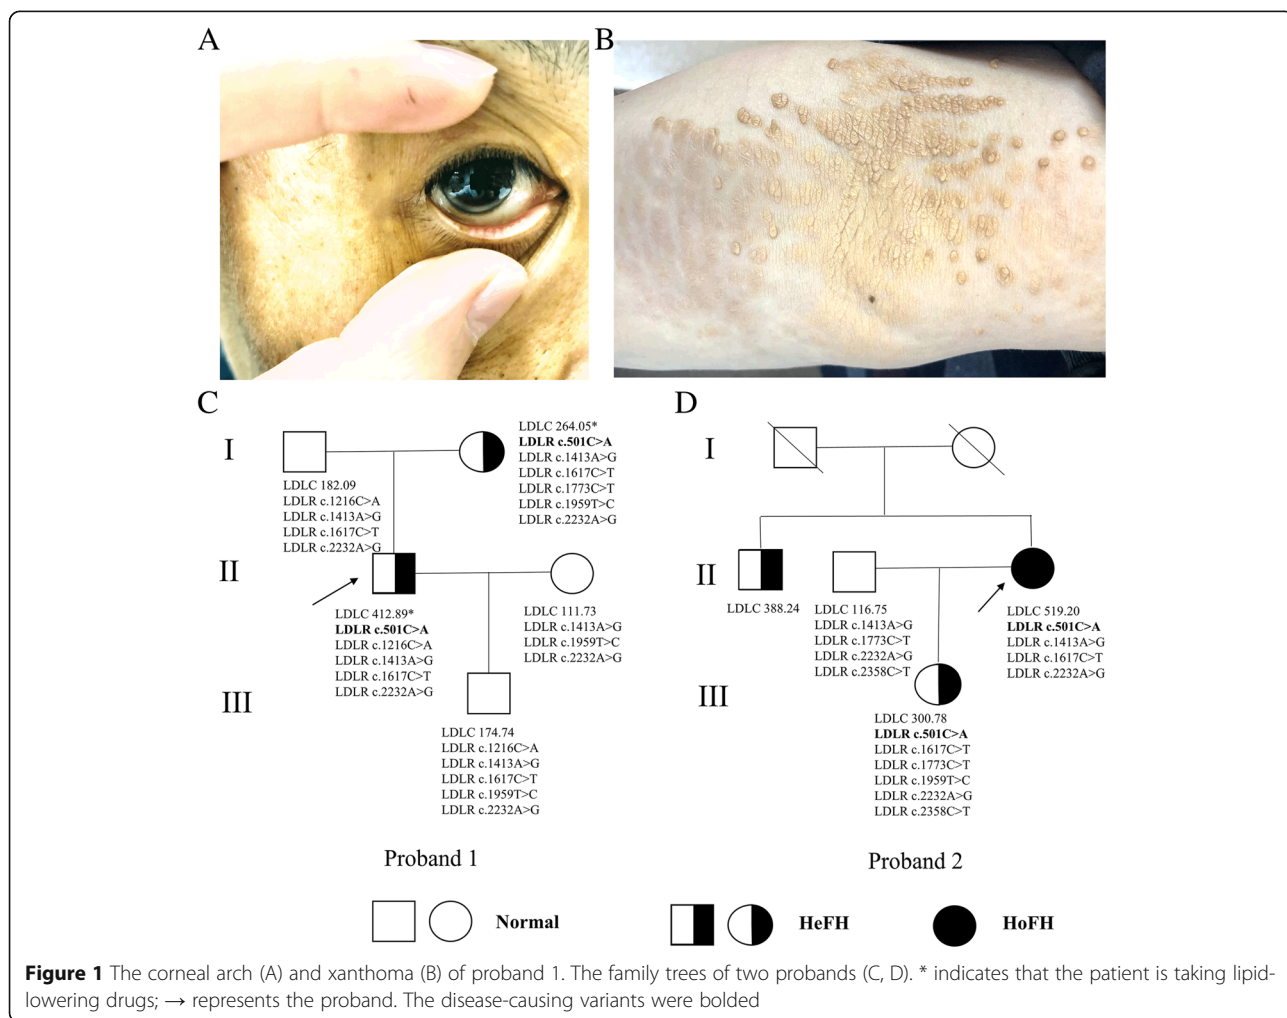 A
B
C
D
I
LDLC 182.09
LDLR c.1216C>A
LDLR c.1413A>G
LDLR c.1617C>T
LDLR c.2232A>G
LDLC 264.05*
LDLR c.501C>A
LDLR c.1413A>G
LDLR c.1617C>T
LDLR c.1773C>T
LDLR c.1959T>C
LDLR c.2232A>G
II
LDLC 412.89*
LDLR c.501C>A
LDLR c.1216C>A
LDLR c.1413A>G
LDLR c.1617C>T
LDLR c.2232A>G
LDLC 111.73
LDLR c.1413A>G
LDLR c.1959T>C
LDLR c.2232A>G
III
LDLC 174.74
LDLR c.1216C>A
LDLR c.1413A>G
LDLR c.1617C>T
LDLR c.1959T>C
LDLR c.2232A>G
Proband 1
I
II
LDLC 388.24
LDLC 116.75
LDLR c.1413A>G
LDLR c.1773C>T
LDLR c.2232A>G
LDLR c.2358C>T
LDLC 519.20
LDLR c.501C>A
LDLR c.1413A>G
LDLR c.1617C>T
LDLR c.2232A>G
III
LDLC 300.78
LDLR c.501C>A
LDLR c.1617C>T
LDLR c.1773C>T
LDLR c.1959T>C
LDLR c.2232A>G
LDLR c.2358C>T
Proband 2
Normal
HeFH
HoFH
Figure 1 The corneal arch (A) and xanthoma (B) of proband 1. The family trees of two probands (C, D). * indicates that the patient is taking lipid-
lowering drugs; → represents the proband. The disease-causing variants were bolded